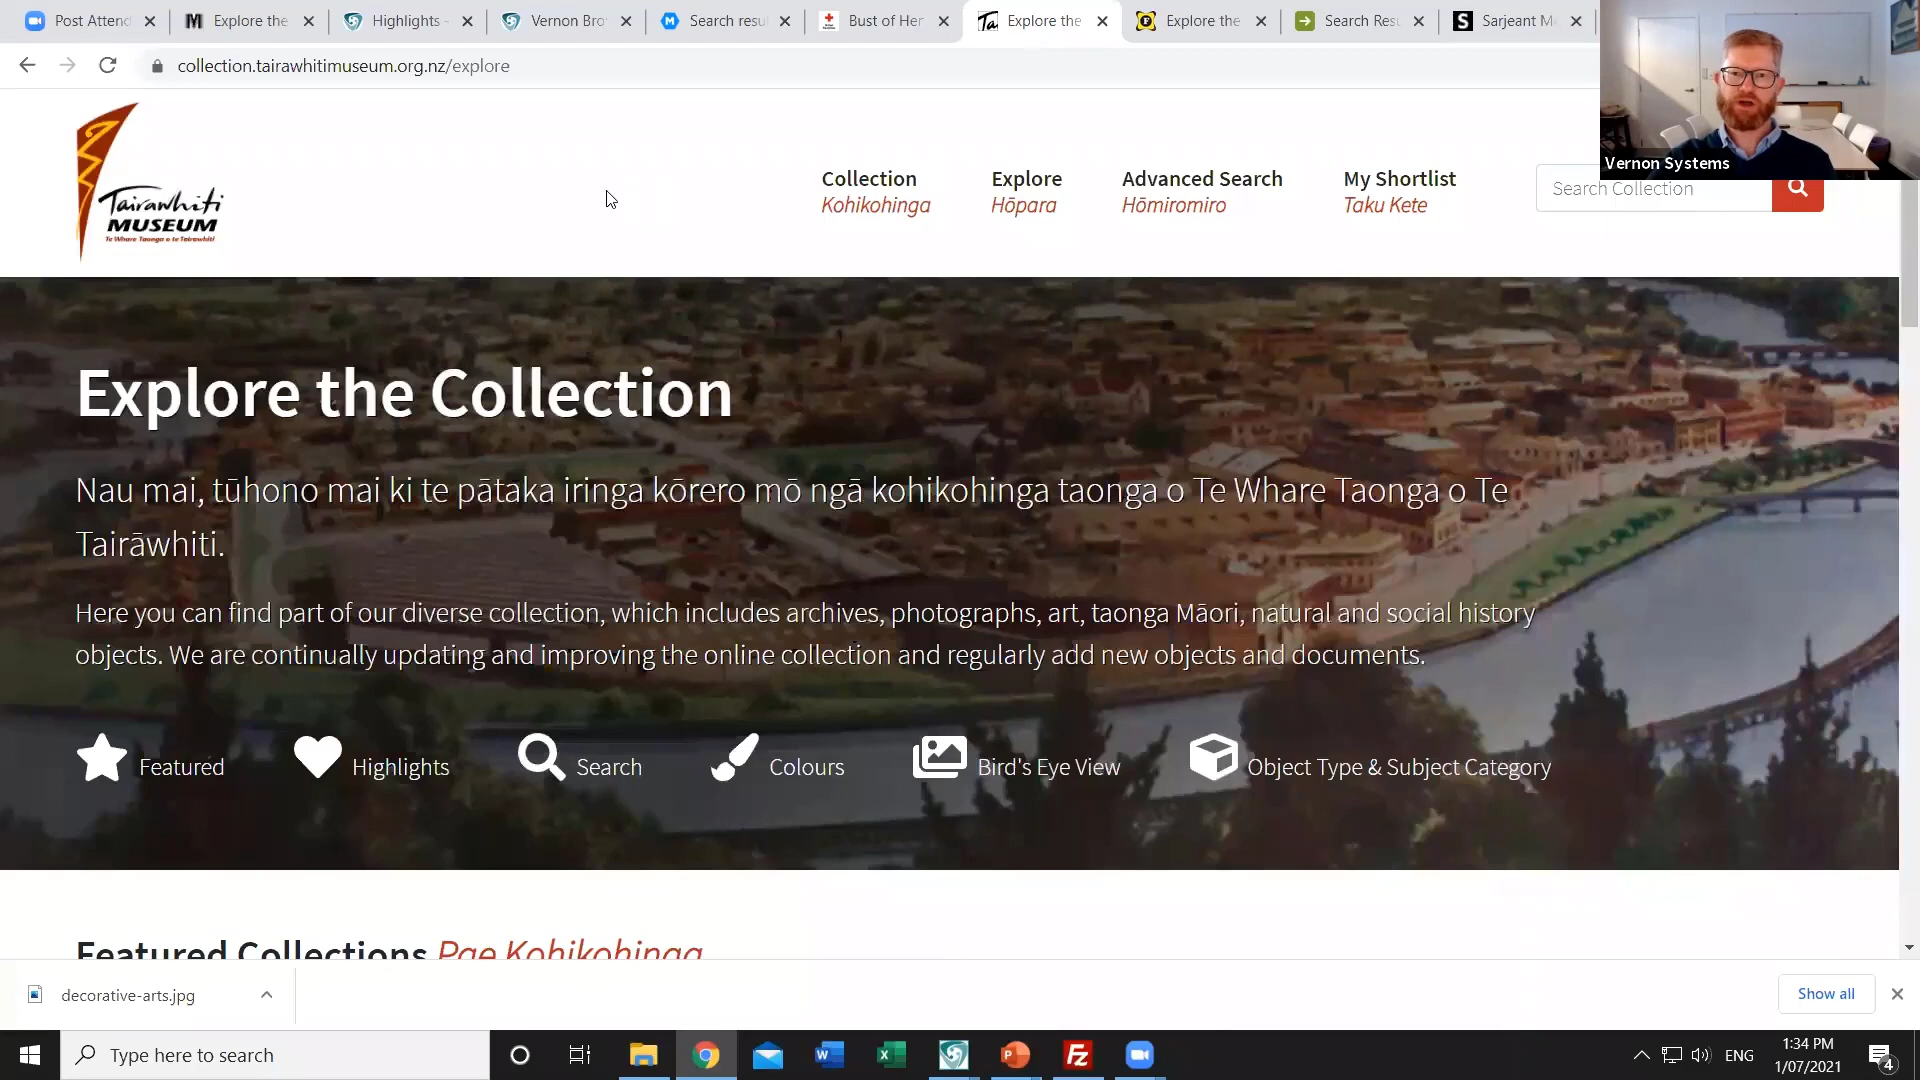 Post Attend
Explore the
Highlights -
Vernon Bro
Search resu
Bust of Her
Explore the
Explore the
Search Resu
Sarjeant M
collection.tairawhitimuseum.org.nz/explore
Vernon Systems
Tairawhiti
MUSEUM
Te Whare Taonga o te Tairawhiti
Collection
Kohikohinga
Explore
Hōpara
Advanced Search
Hōmiromiro
My Shortlist
Taku Kete
Search Collection
Explore the Collection
Nau mai, tūhono mai ki te pātaka iringa kōrero mō ngā kohikohinga taonga o Te Whare Taonga o Te
Tairāwhiti.
Here you can find part of our diverse collection, which includes archives, photographs, art, taonga Māori, natural and social history
objects. We are continually updating and improving the online collection and regularly add new objects and documents.
Featured
Highlights
Search
Colours
Bird's Eye View
Object Type & Subject Category
Featured Collections Pae Kohikohinga
decorative-arts.jpg
Show all
Type here to search
ENG
1:34 PM
1/07/2021
4